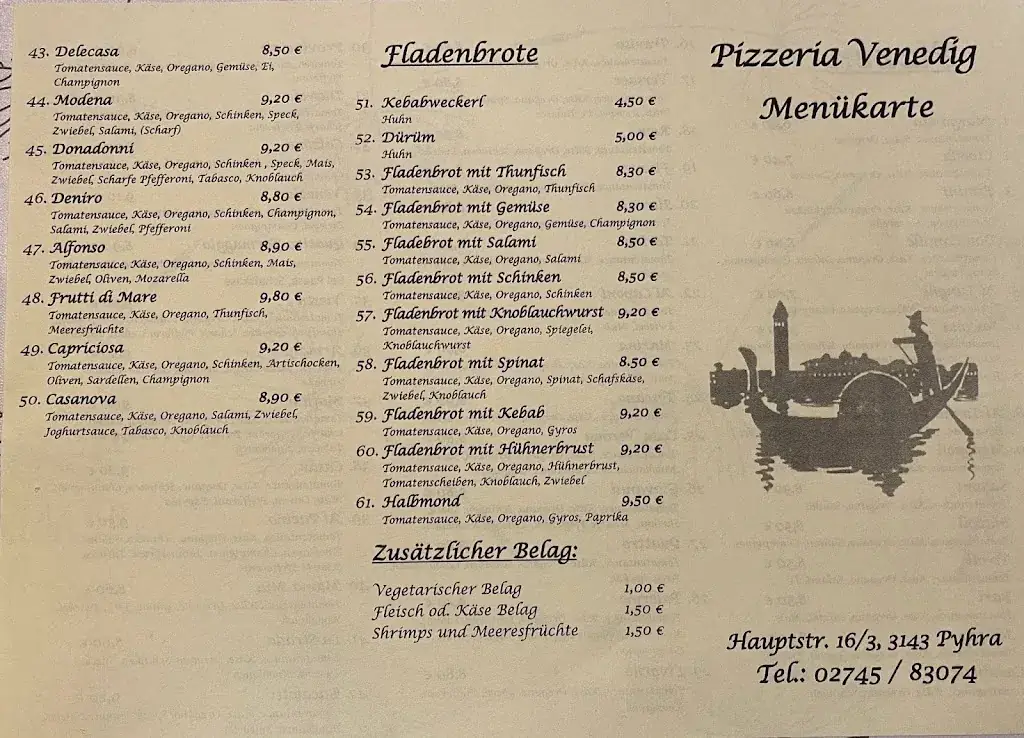 43. Delecasa 8,50 €
Tomatensauce, Käse, Oregano, Gemüse, Ei,
Champignon
44. Modena 9,20 €
Tomatensauce, Käse, Oregano, Schinken, Speck,
Zwiebel, Salami, (Scharf)
45. Donadonni 9,20 €
Tomatensauce, Käse, Oregano, Schinken , Speck, Mais,
Zwiebel, Scharfe Pfefferoni, Tabasco, Knoblauch
46. Deniro 8,80 €
Tomatensauce, Käse, Oregano, Schinken, Champignon,
Salami, Zwiebel, Pfefferoni
47. Alfonso 8,90 €
Tomatensauce, Käse, Oregano, Schinken, Mais,
Zwiebel, Oliven, Mozarella
48. Frutti di Mare 9,80 €
Tomatensauce, Käse, Oregano, Thunfisch,
Meeresfrüchte
49. Capriciosa 9,20 €
Tomatensauce, Käse, Oregano, Schinken, Artischocken,
Oliven, Sardellen, Champignon
50. Casanova 8,90 €
Tomatensauce, Käse, Oregano, Salami, Zwiebel,
Joghurtsauce, Tabasco, Knoblauch
Fladenbrote
51. Kebabweckerl 4,50 €
Huhn
52. Dürüm 5,00 €
Huhn
53. Fladenbrot mit Thunfisch 8,30 €
Tomatensauce, Käse, Oregano, Thunfisch
54. Fladenbrot mit Gemüse 8,30 €
Tomatensauce, Käse, Oregano, Gemüse, Champignon
55. Fladebrot mit Salami 8,50 €
Tomatensauce, Käse, Oregano, Salami
56. Fladenbrot mit Schinken 8,50 €
Tomatensauce, Käse, Oregano, Schinken
57. Fladenbrot mit Knoblauchwurst 9,20 €
Tomatensauce, Käse, Oregano, Spiegelei,
Knoblauchwurst
58. Fladenbrot mit Spinat 8.50 €
Tomatensauce, Käse, Oregano, Spinat, Schafskäse,
Zwiebel, Knoblauch
59. Fladenbrot mit Kebab 9,20 €
Tomatensauce, Käse, Oregano, Gyros
60. Fladenbrot mit Hühnerbrust 9,20 €
Tomatensauce, Käse, Oregano, Hühnerbrust,
Tomatenscheiben, Knoblauch, Zwiebel
61. Halbmond 9,50 €
Tomatensauce, Käse, Oregano, Gyros, Paprika
Zusätzlicher Belag:
Vegetarischer Belag 1,00 €
Fleisch od. Käse Belag 1,50 €
Shrimps und Meeresfrüchte 1,50 €
Pizzeria Venedig
Menükarte
Hauptstr. 16/3, 3143 Pyhra
Tel.: 02745 / 83074